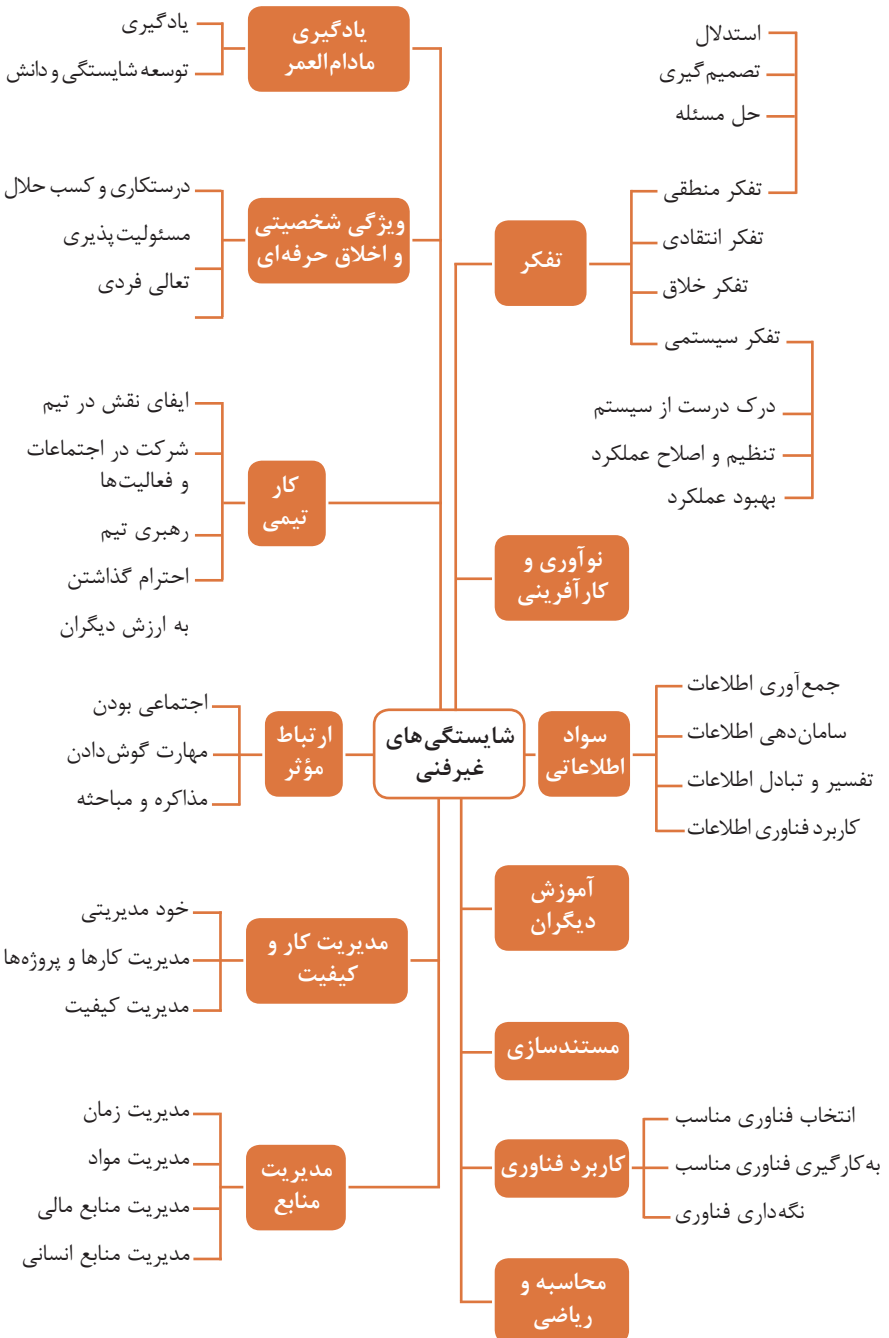 شایستگی‌های
غیرفنی
تفکر
استدلال
تصمیم‌گیری
حل مسئله
تفکر منطقی
تفکر انتقادی
تفکر خلاق
تفکر سیستمی
درک درست از سیستم
تنظیم و اصلاح عملکرد
بهبود عملکرد
نوآوری و
کارآفرینی
سواد
اطلاعاتی
جمع‌آوری اطلاعات
سامان‌دهی اطلاعات
تفسیر و تبادل اطلاعات
کاربرد فناوری اطلاعات
آموزش
دیگران
مستندسازی
کاربرد فناوری
انتخاب فناوری مناسب
به‌کارگیری فناوری مناسب
نگه‌داری فناوری
محاسبه و
ریاضی
یادگیری
مادام‌العمر
یادگیری
توسعه شایستگی و دانش
ویژگی شخصیتی
و اخلاق حرفه‌ای
درستکاری و کسب حلال
مسئولیت‌پذیری
تعالی فردی
کار
تیمی
ایفای نقش در تیم
شرکت در اجتماعات
و فعالیت‌ها
رهبری تیم
احترام گذاشتن
به ارزش دیگران
ارتباط
مؤثر
اجتماعی بودن
مهارت گوش‌دادن
مذاکره و مباحثه
مدیریت کار و
کیفیت
خود مدیریتی
مدیریت کارها و پروژه‌ها
مدیریت کیفیت
مدیریت
منابع
مدیریت زمان
مدیریت مواد
مدیریت منابع مالی
مدیریت منابع انسانی